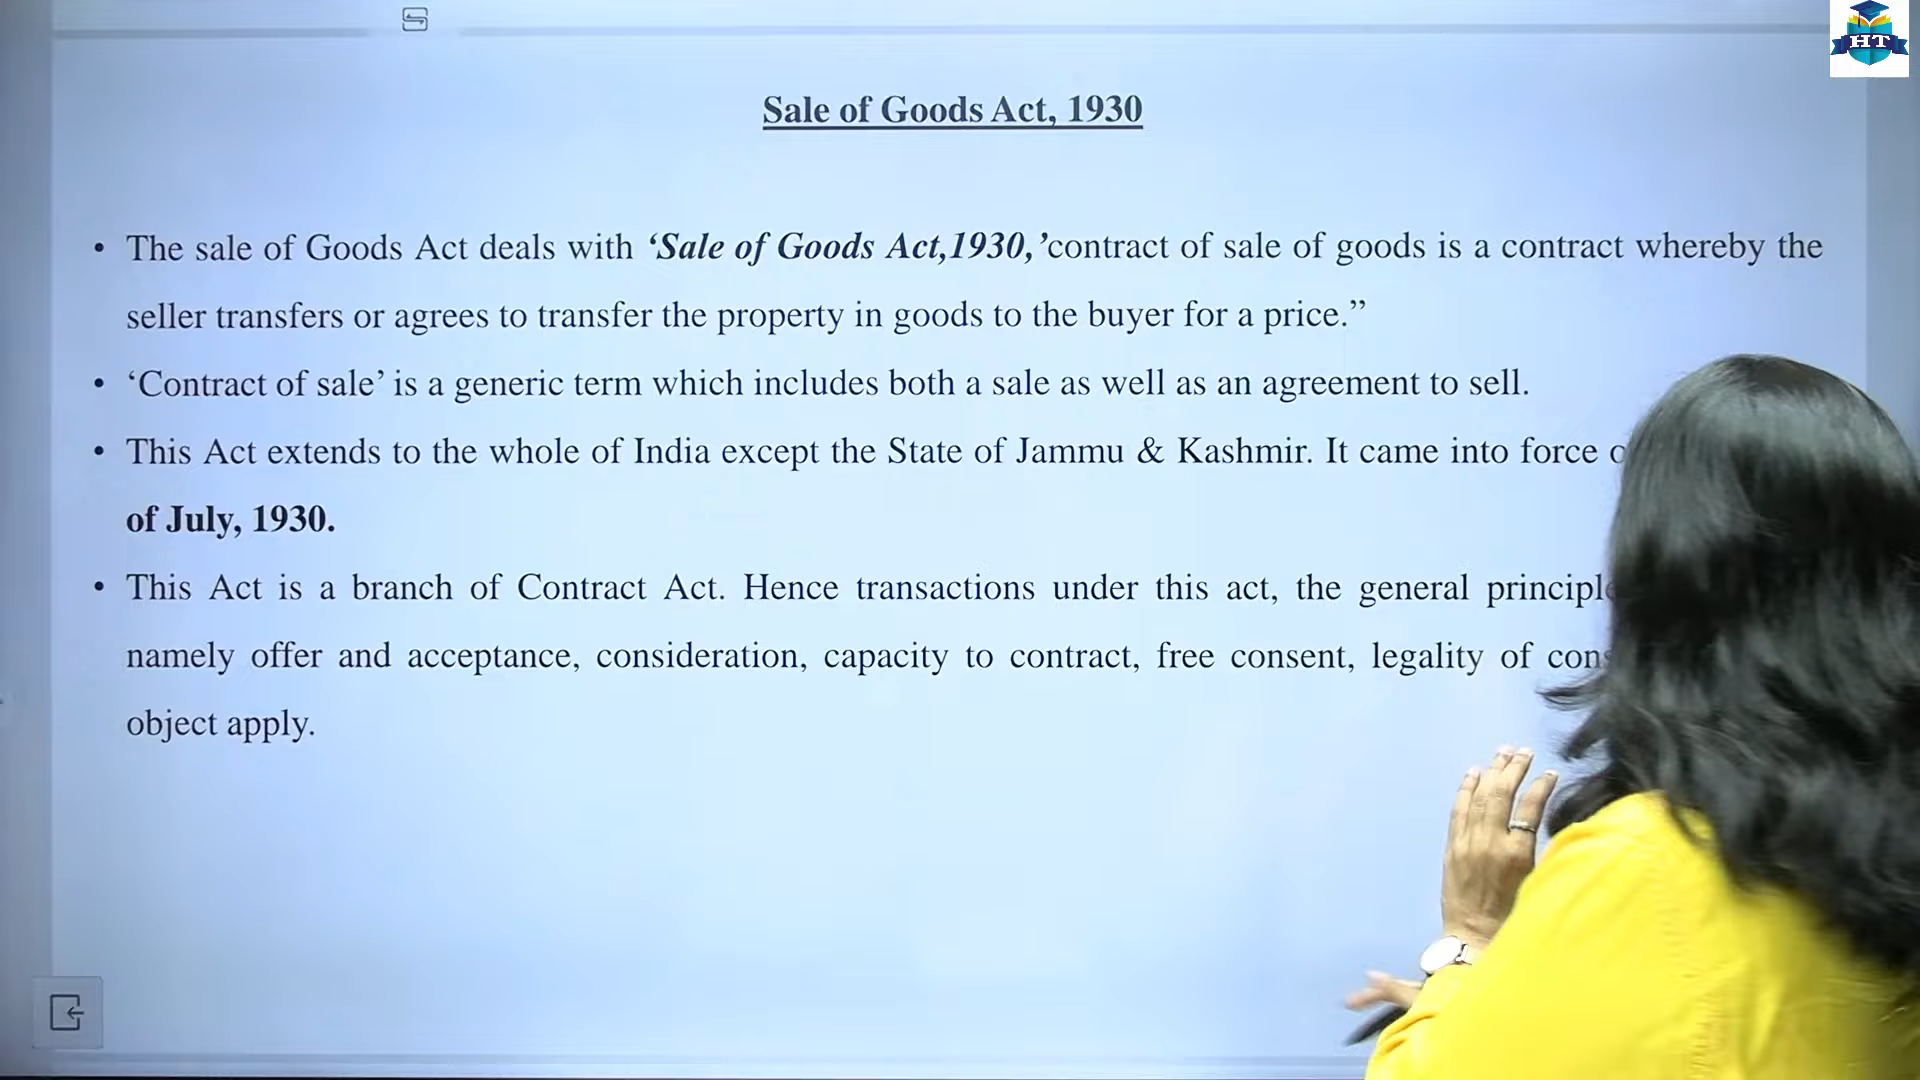 HT
Sale of Goods Act, 1930
• The sale of Goods Act deals with ‘Sale of Goods Act,1930,’contract of sale of goods is a contract whereby the
seller transfers or agrees to transfer the property in goods to the buyer for a price.”
• ‘Contract of sale’ is a generic term which includes both a sale as well as an agreement to sell.
• This Act extends to the whole of India except the State of Jammu & Kashmir. It came into force
of July, 1930.
• This Act is a branch of Contract Act. Hence transactions under this act, the general
namely offer and acceptance, consideration, capacity to contract, free consent, legality of
object apply.